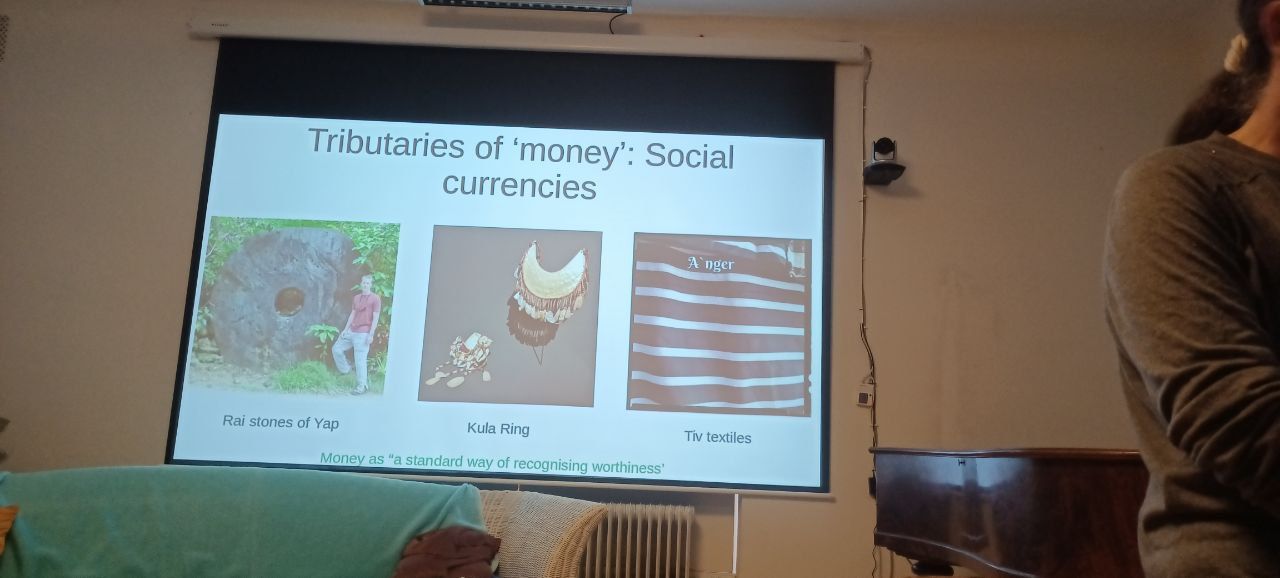 Tributaries of ‘money’: Social
currencies
A`nger
Rai stones of Yap
Kula Ring
Tiv textiles
Money as “a standard way of recognising worthiness’